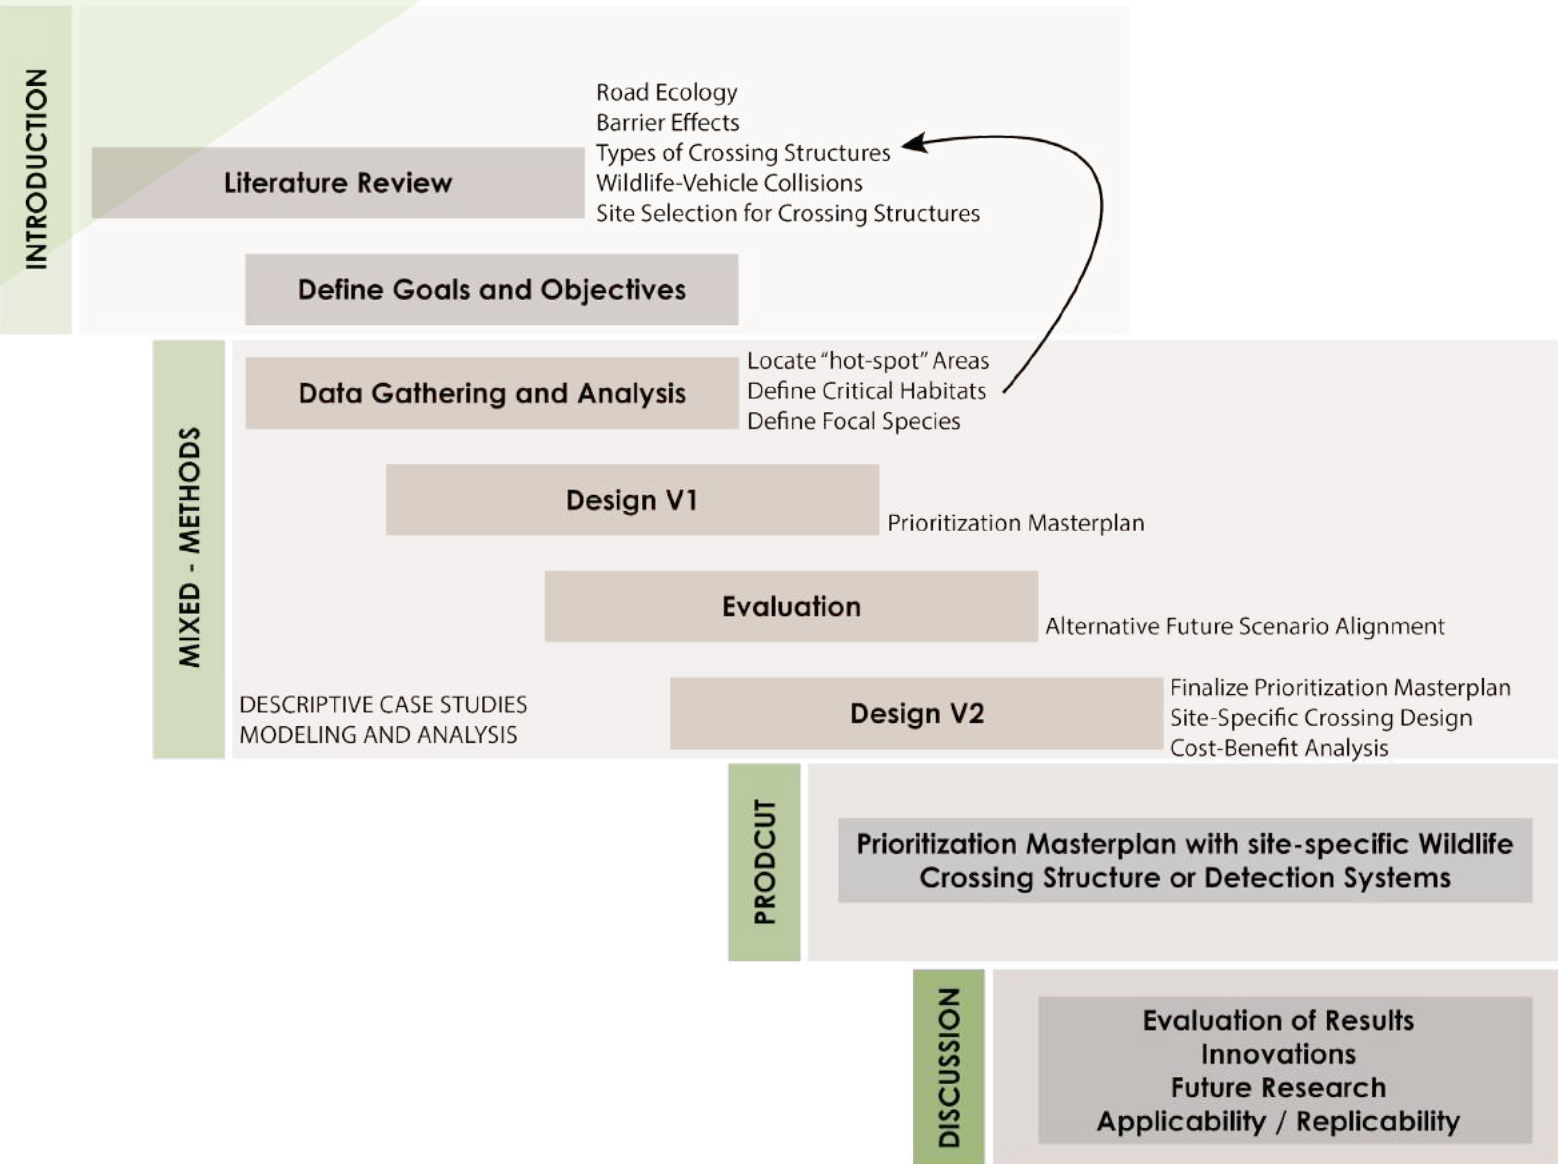 INTRODUCTION
Literature Review
Road Ecology
Barrier Effects
Types of Crossing Structures
Wildlife-Vehicle Collisions
Site Selection for Crossing Structures
Define Goals and Objectives
MIXED - METHODS
Data Gathering and Analysis
Locate “hot-spot” Areas
Define Critical Habitats
Define Focal Species
Design V1
Prioritization Masterplan
Evaluation
Alternative Future Scenario Alignment
DESCRIPTIVE CASE STUDIES
MODELING AND ANALYSIS
Design V2
Finalize Prioritization Masterplan
Site-Specific Crossing Design
Cost-Benefit Analysis
PRODCUT
Prioritization Masterplan with site-specific Wildlife
Crossing Structure or Detection Systems
DISCUSSION
Evaluation of Results
Innovations
Future Research
Applicability / Replicability